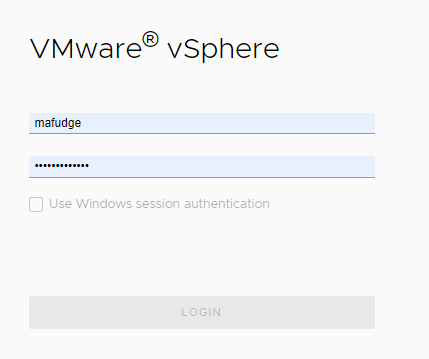 VMware® vSphere
mafudge
•••••••••••••
Use Windows session authentication
LOGIN